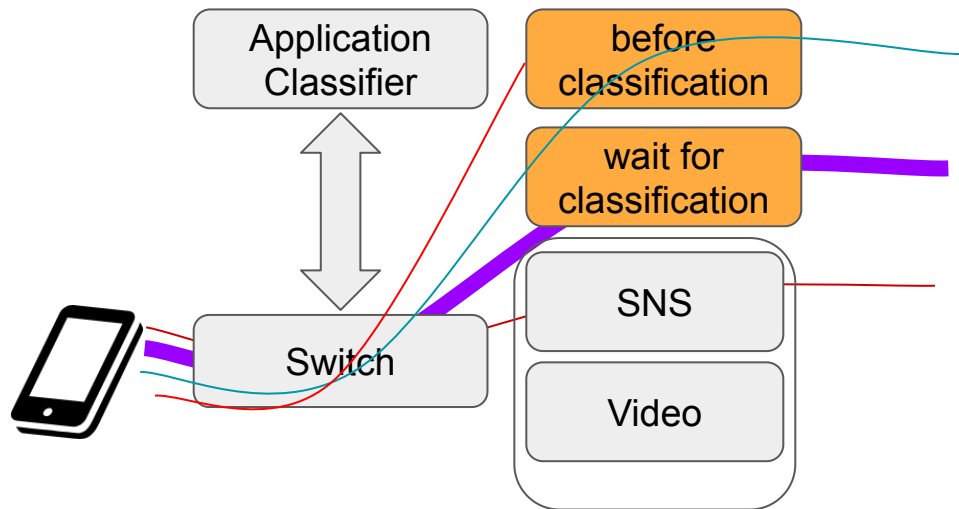 Application
Classifier
before
classification
wait for
classification
SNS
Switch
Video